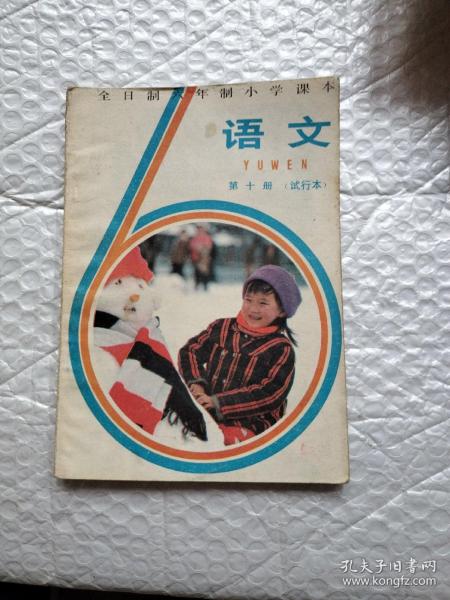 全日制六年制小学课本
语文
YUWEN
第十册（试行本）
孔夫子旧书网
www.kongfz.com